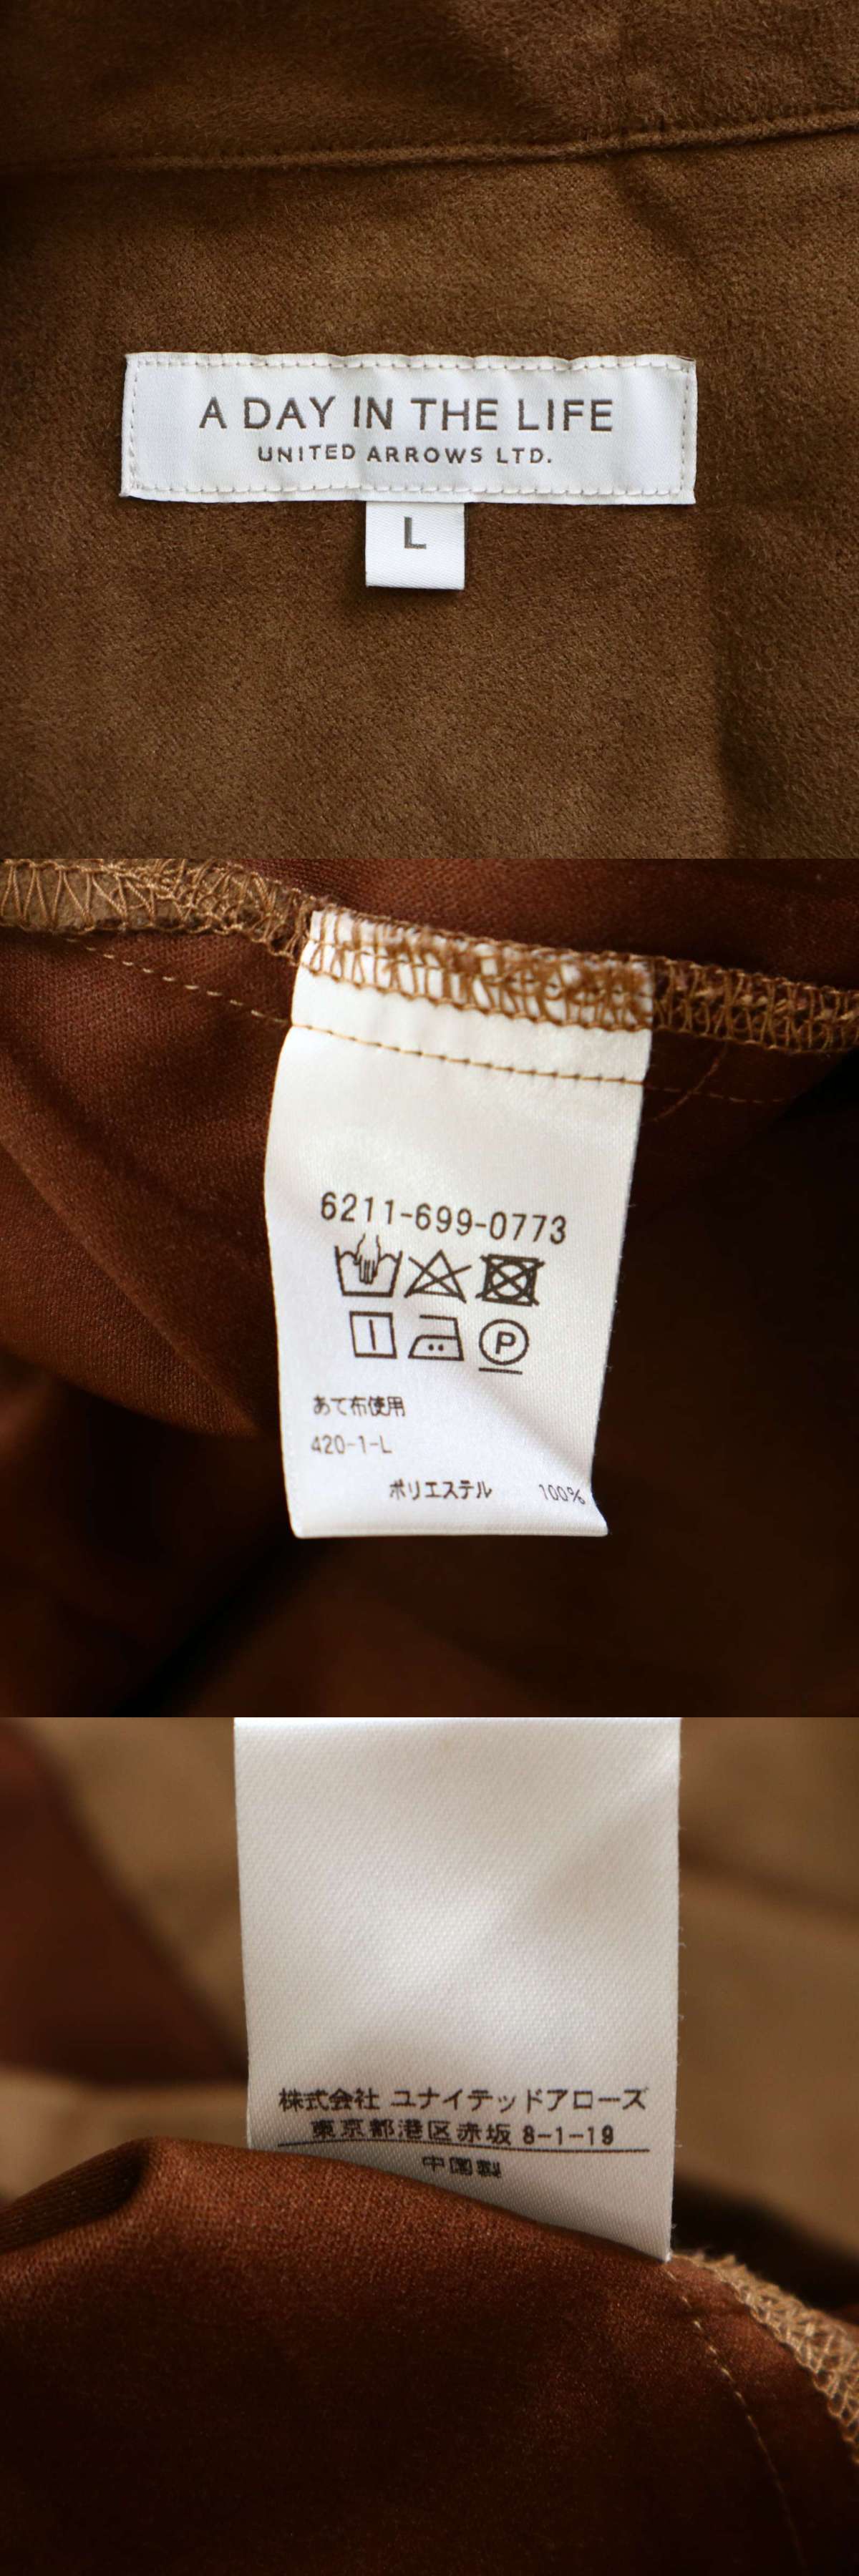 A DAY IN THE LIFE
UNITED ARROWS LTD.
L
6211-699-0773
P
あて布使用
420-1-L
ポリエステル 100%
株式会社 ユナイテッドアローズ
東京都港区赤坂 8-1-19
中国製